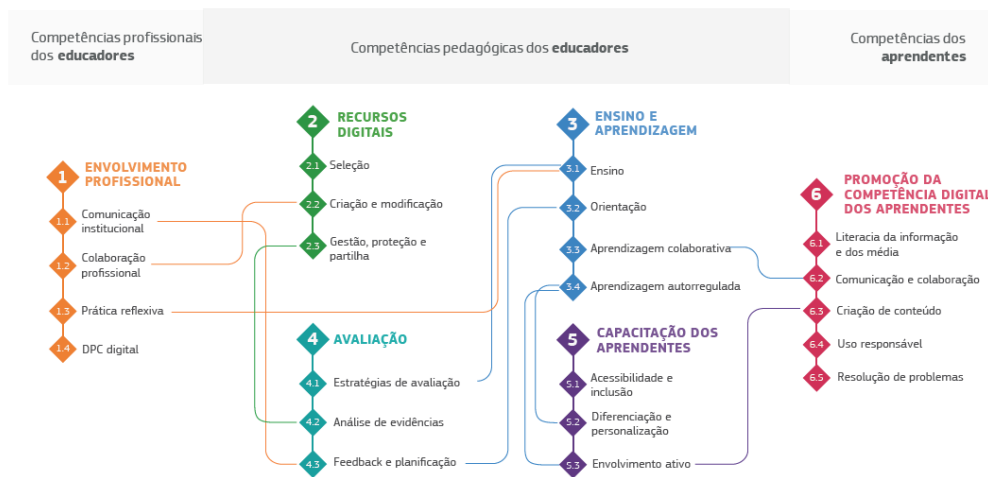 Competências profissionais
dos educadores
Competências pedagógicas dos educadores
Competências dos
aprendentes
1
ENVOLVIMENTO
PROFISSIONAL
1.1
Comunicação
institucional
1.2
Colaboração
profissional
1.3
Prática reflexiva
1.4
DPC digital
2
RECURSOS
DIGITAIS
2.1
Seleção
2.2
Criação e modificação
2.3
Gestão, proteção e
partilha
4
AVALIAÇÃO
4.1
Estratégias de avaliação
4.2
Análise de evidências
4.3
Feedback e planificação
3
ENSINO E
APRENDIZAGEM
3.1
Ensino
3.2
Orientação
3.3
Aprendizagem colaborativa
3.4
Aprendizagem autorregulada
5
CAPACITAÇÃO DOS
APRENDENTES
5.1
Acessibilidade e
inclusão
5.2
Diferenciação e
personalização
5.3
Envolvimento ativo
6
PROMOÇÃO DA
COMPETÊNCIA DIGITAL
DOS APRENDENTES
6.1
Literacia da informação
e dos média
6.2
Comunicação e colaboração
6.3
Criação de conteúdo
6.4
Uso responsável
6.5
Resolução de problemas